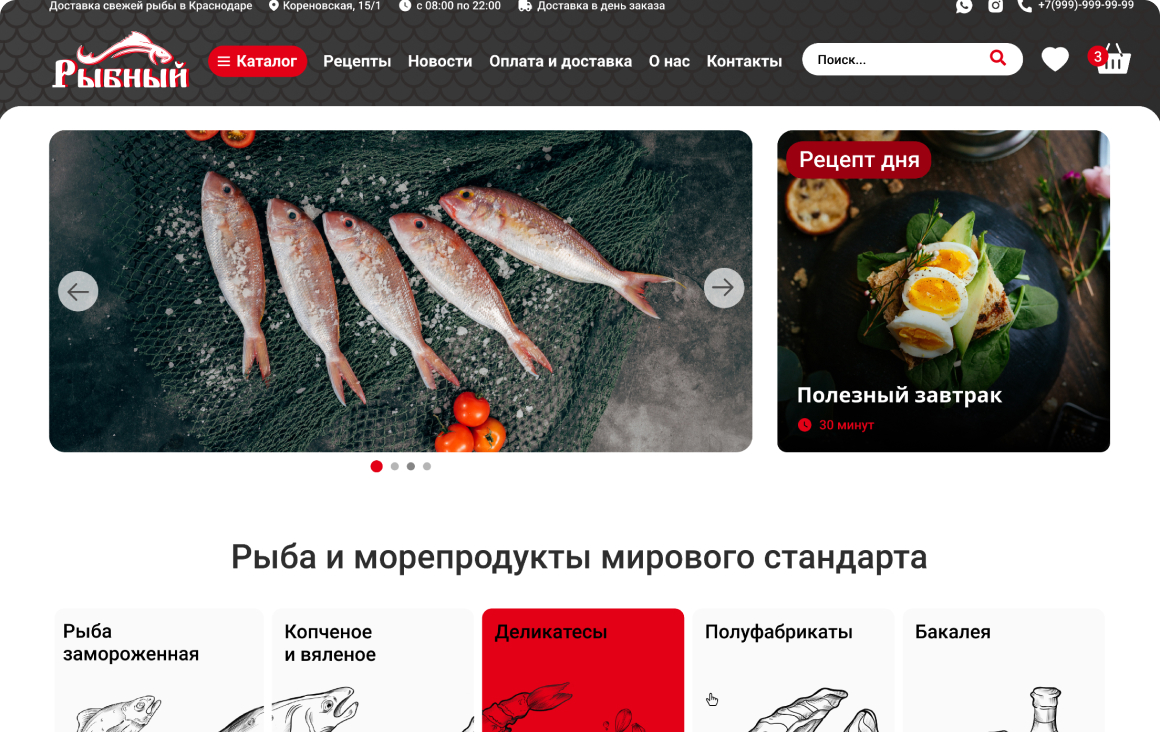 Доставка свежей рыбы в Краснодаре
Кореновская, 15/1
с 08:00 по 22:00
Доставка в день заказа
+7(999)-999-99-99
Рыбный
Каталог
Рецепты
Новости
Оплата и доставка
О нас
Контакты
Поиск...
3
Рецепт дня
Полезный завтрак
30 минут
Рыба и морепродукты мирового стандарта
Рыба
замороженная
Копченое
и вяленое
Деликатесы
Полуфабрикаты
Бакалея